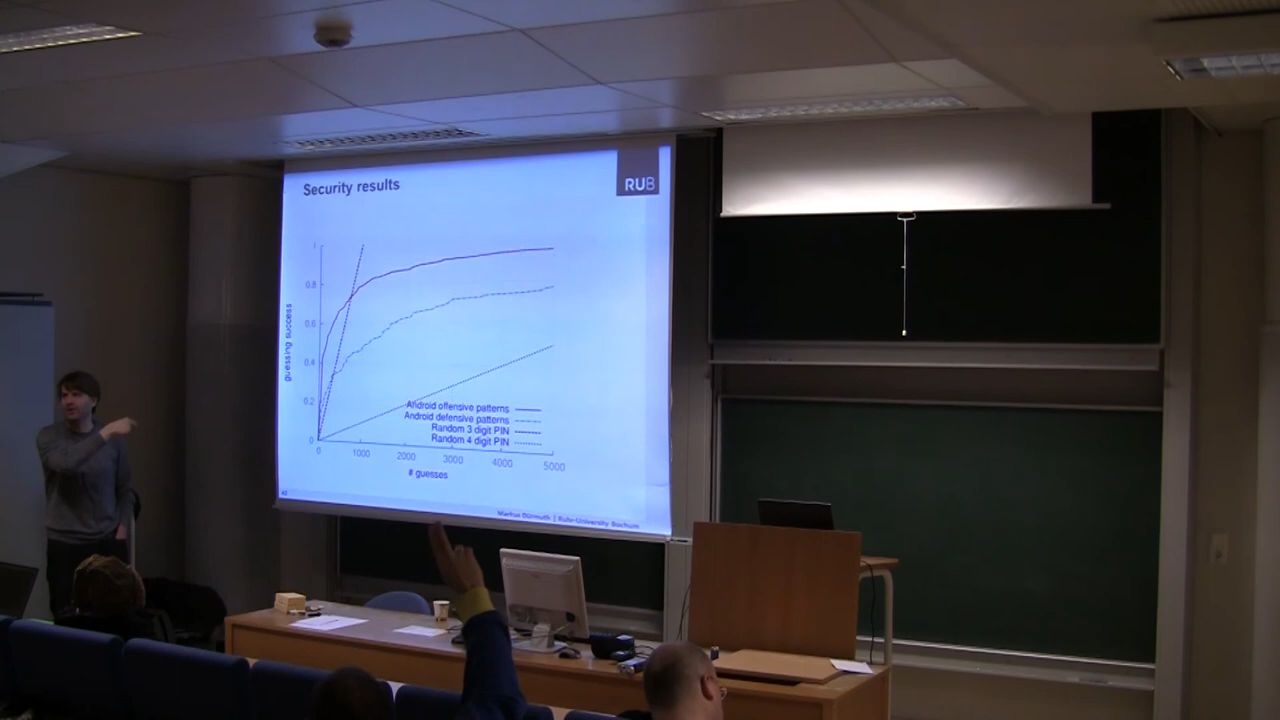 Security results
RUB
1
0.8
0.6
0.4
0.2
0
guessing success
Android offensive patterns
Android defensive patterns
Random 3 digit PIN
Random 4 digit PIN
0 1000 2000 3000 4000 5000
# guesses
Markus Dürmuth | Ruhr-University Bochum